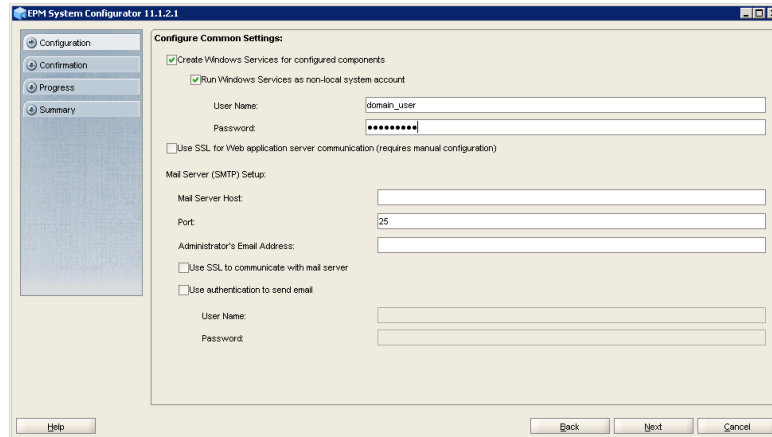 EPM System Configurator 11.1.2.1
Configuration
Confirmation
Progress
Summary
Configure Common Settings:
Create Windows Services for configured components
Run Windows Services as non-local system account
User Name: domain_user
Password: •••••••••
Use SSL for Web application server communication (requires manual configuration)
Mail Server (SMTP) Setup:
Mail Server Host:
Port: 25
Administrator's Email Address:
Use SSL to communicate with mail server
Use authentication to send email
User Name:
Password:
Help Back Next Cancel